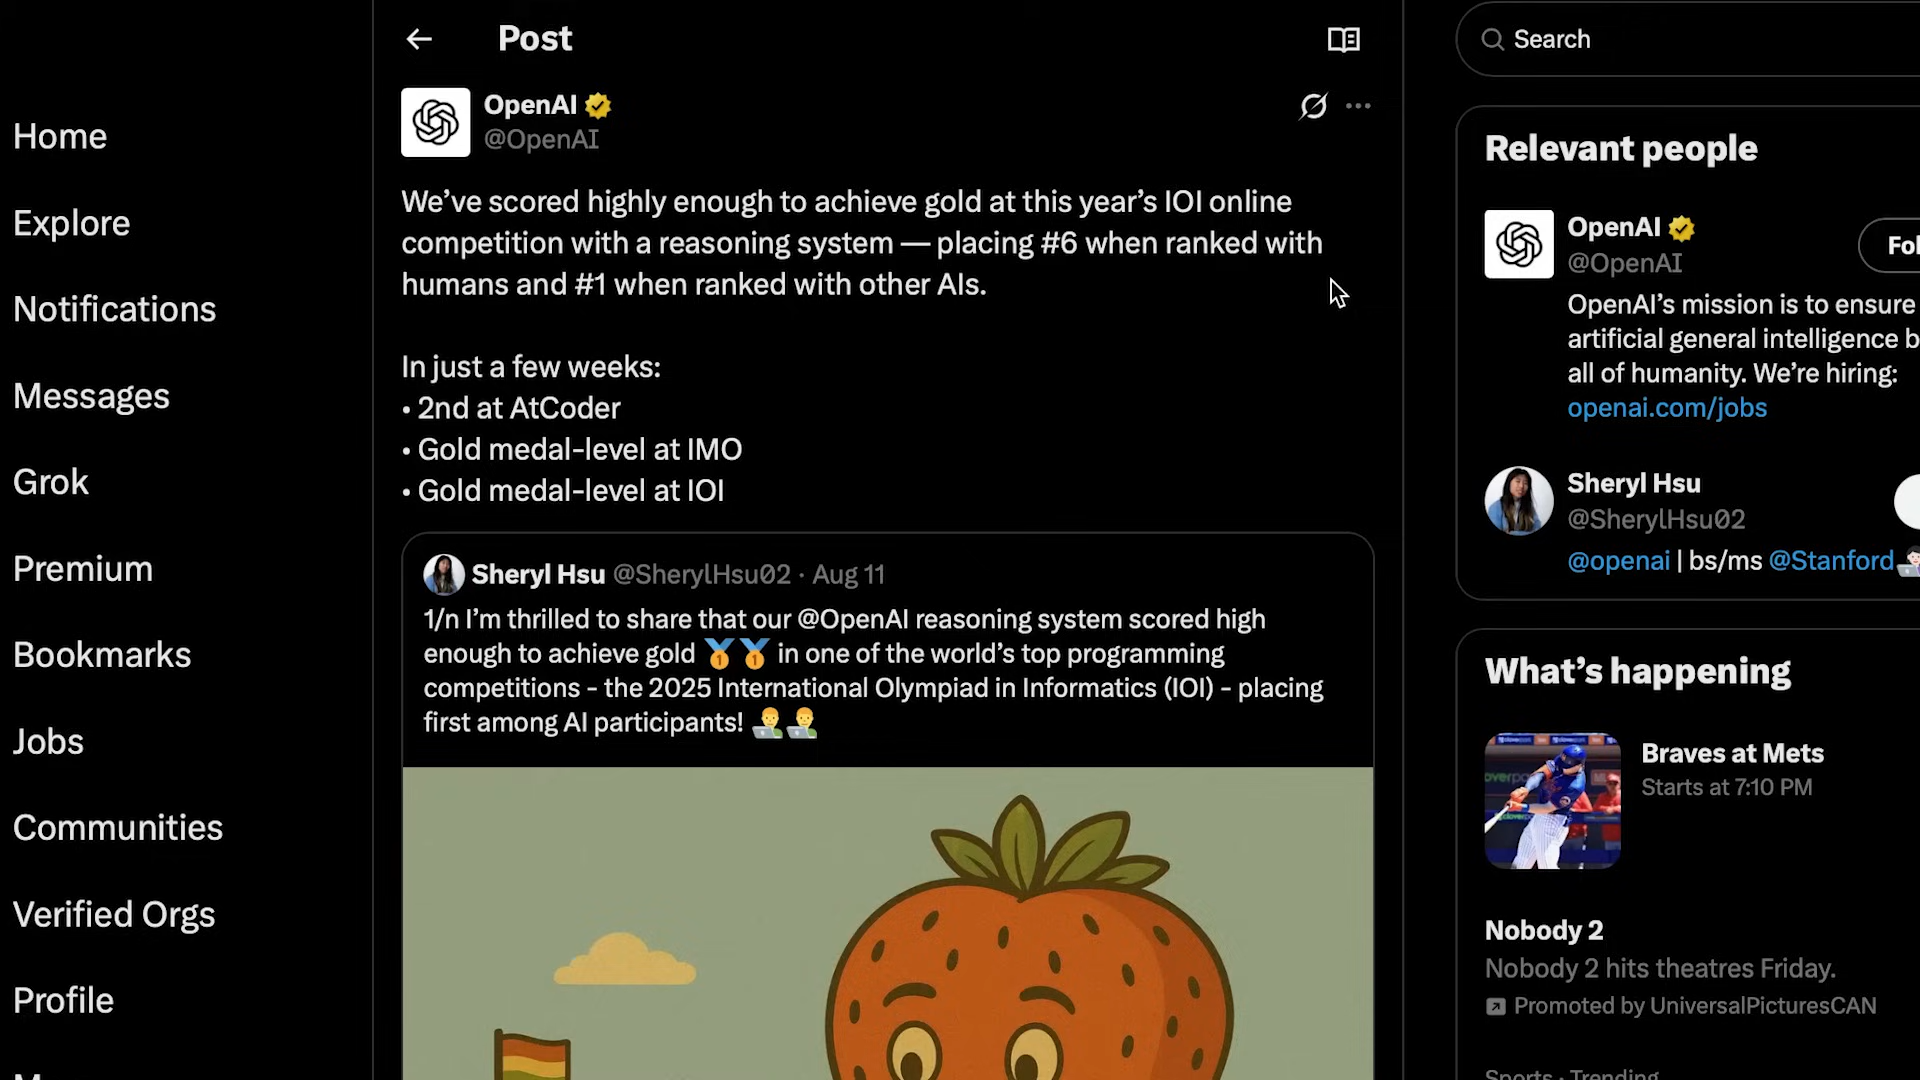 Home
Explore
Notifications
Messages
Grok
Premium
Bookmarks
Jobs
Communities
Verified Orgs
Profile
Post
OpenAI
@OpenAI
We’ve scored highly enough to achieve gold at this year’s IOI online
competition with a reasoning system — placing #6 when ranked with
humans and #1 when ranked with other AIs.
In just a few weeks:
• 2nd at AtCoder
• Gold medal-level at IMO
• Gold medal-level at IOI
Sheryl Hsu @SherylHsu02 · Aug 11
1/n I’m thrilled to share that our @OpenAI reasoning system scored high
enough to achieve gold 🥇🥇 in one of the world’s top programming
competitions - the 2025 International Olympiad in Informatics (IOI) - placing
first among AI participants! 👨‍💻👨‍💻
Search
Relevant people
OpenAI
@OpenAI
Fol
OpenAI’s mission is to ensure
artificial general intelligence b
all of humanity. We’re hiring:
openai.com/jobs
Sheryl Hsu
@SherylHsu02
@openai | bs/ms @Stanford
What’s happening
Braves at Mets
Starts at 7:10 PM
Nobody 2
Nobody 2 hits theatres Friday.
Promoted by UniversalPicturesCAN
Sports · Trending